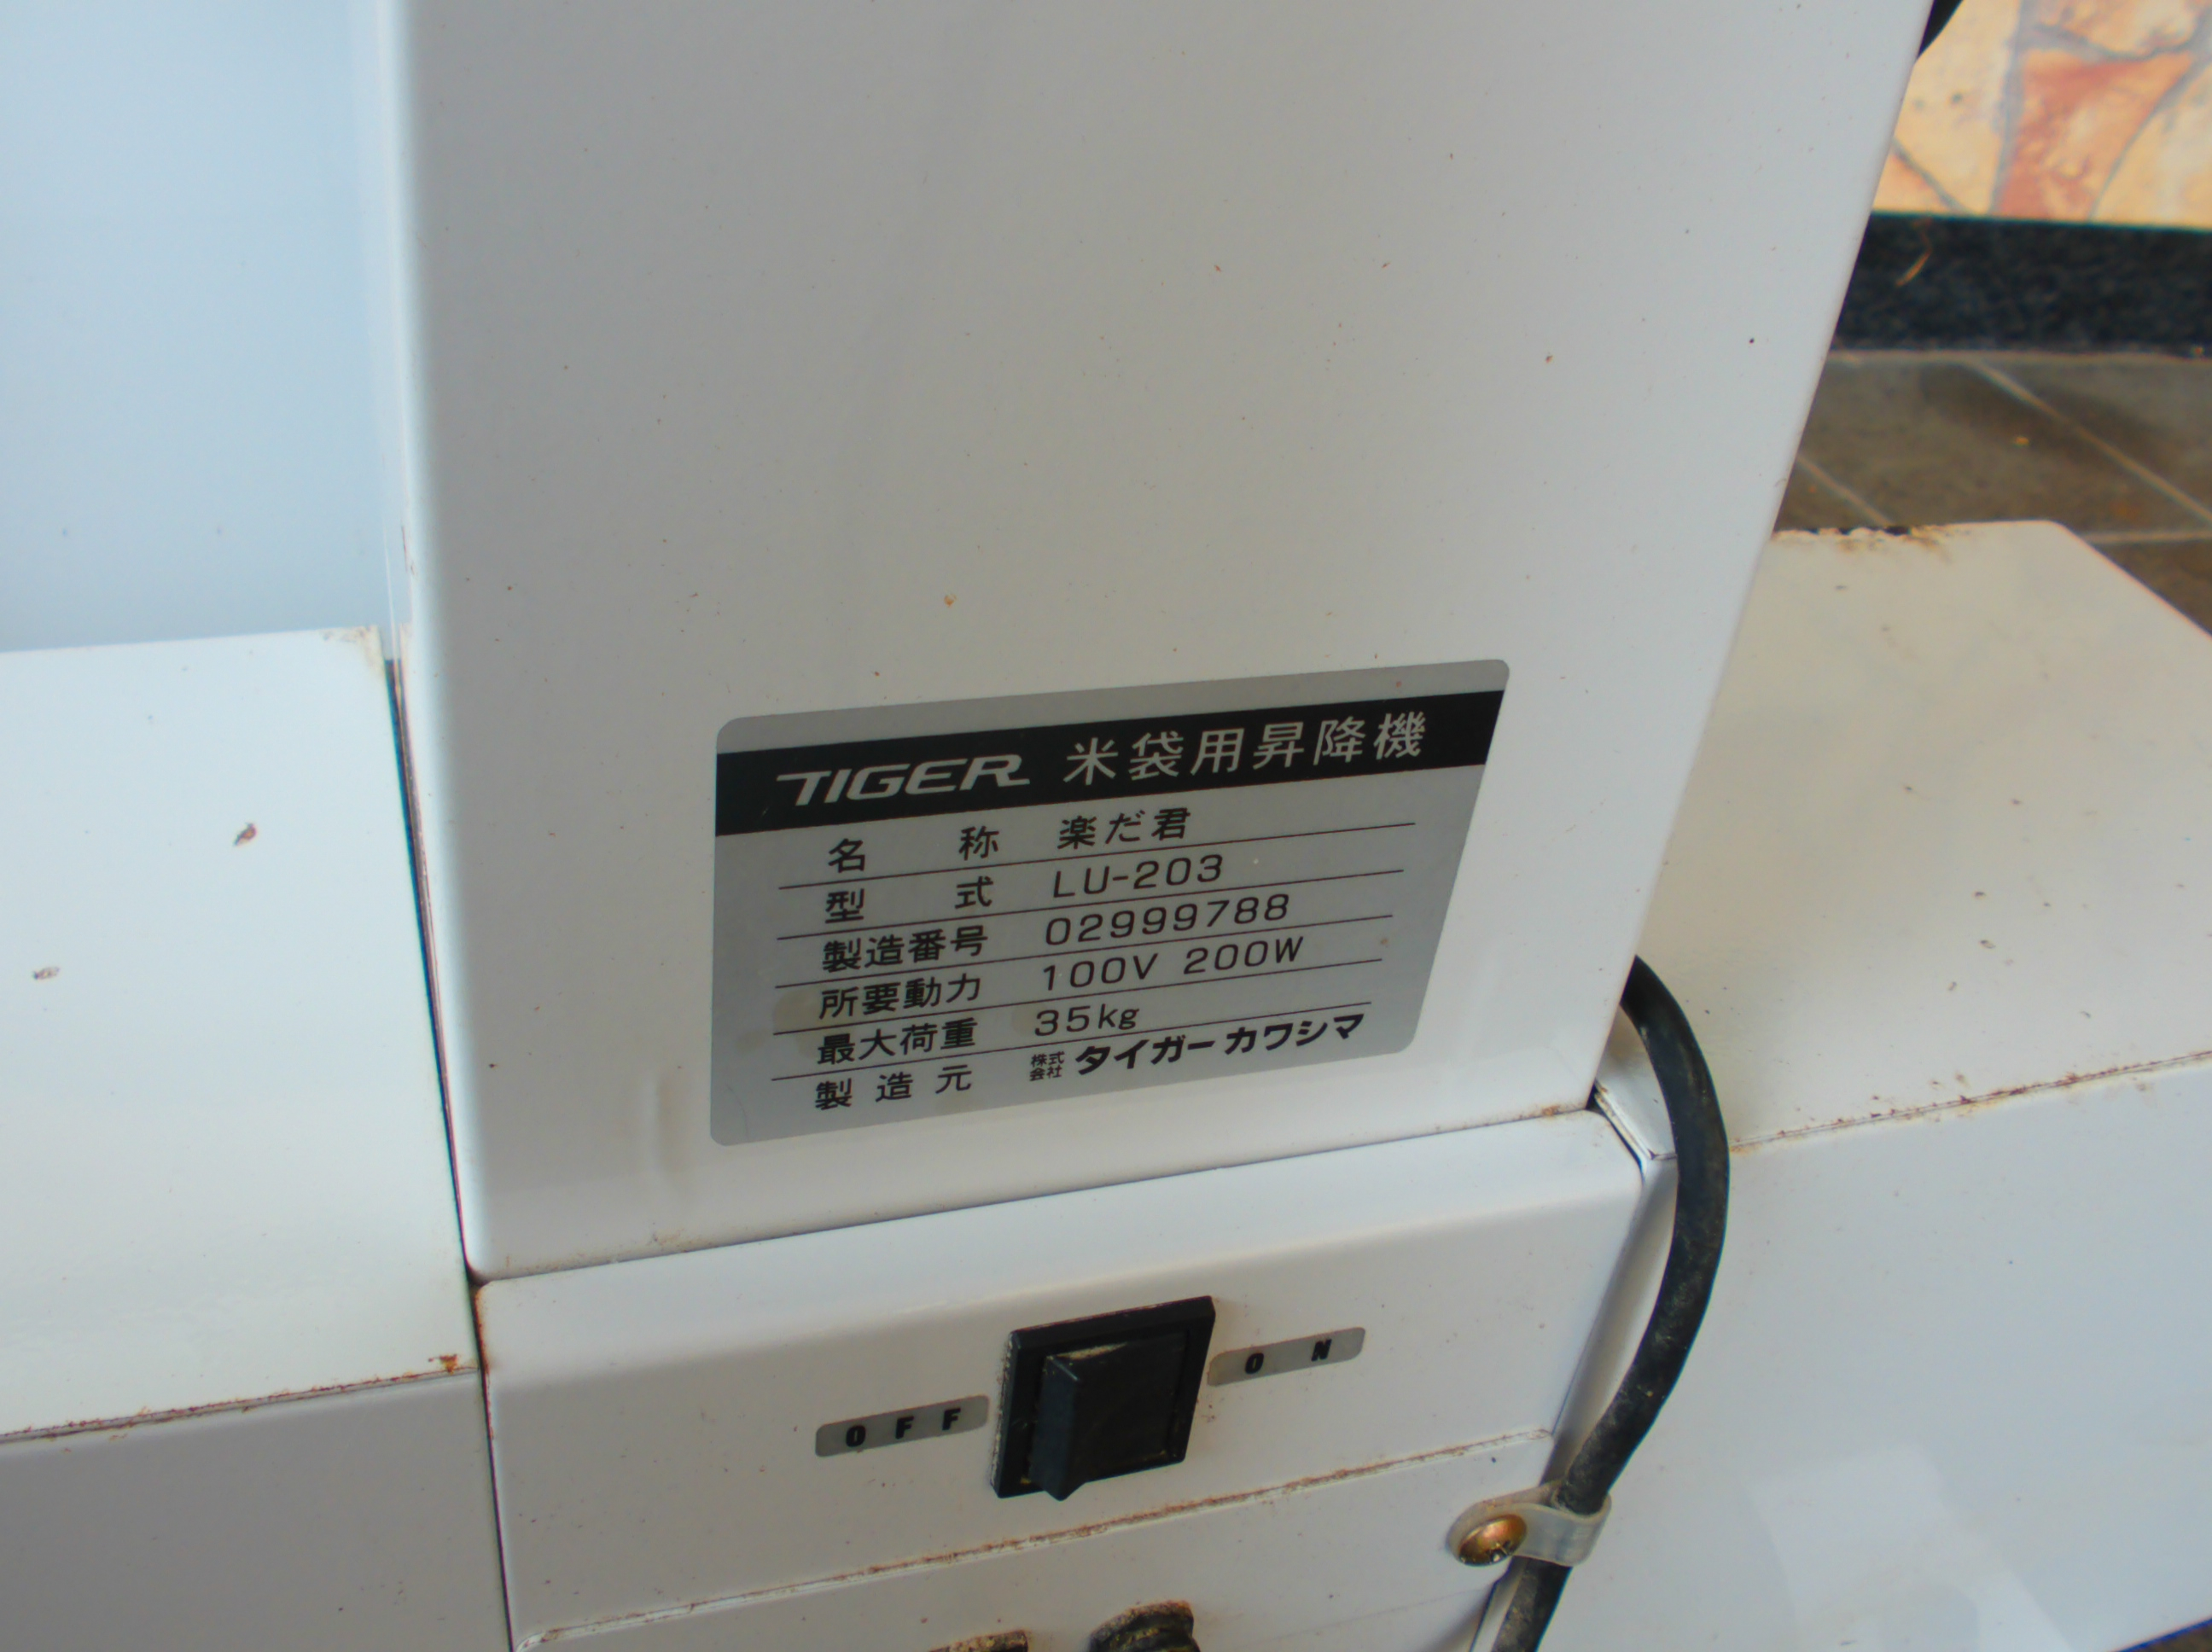 TIGER 米袋用昇降機
名称 楽だ君
型式 LU-203
製造番号 02999788
所要動力 100V 200W
最大荷重 35kg
製造元 株式会社 タイガーカワシマ
OFF ON